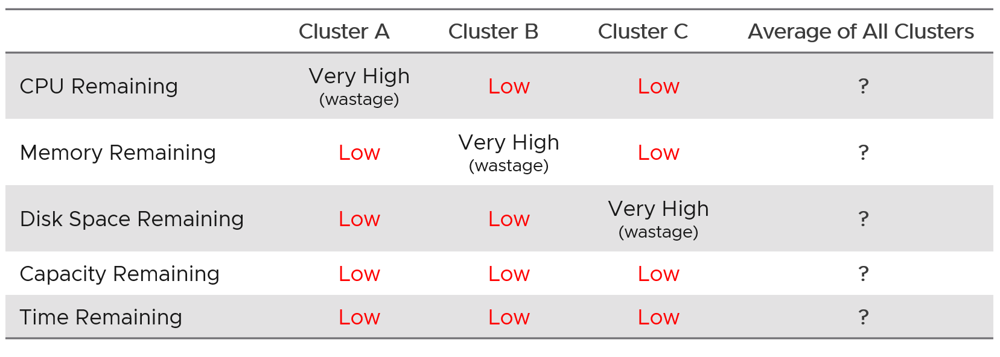 Cluster A Cluster B Cluster C Average of All Clusters
CPU Remaining Very High (wastage) Low Low ?
Memory Remaining Low Very High (wastage) Low ?
Disk Space Remaining Low Low Very High (wastage) ?
Capacity Remaining Low Low Low ?
Time Remaining Low Low Low ?